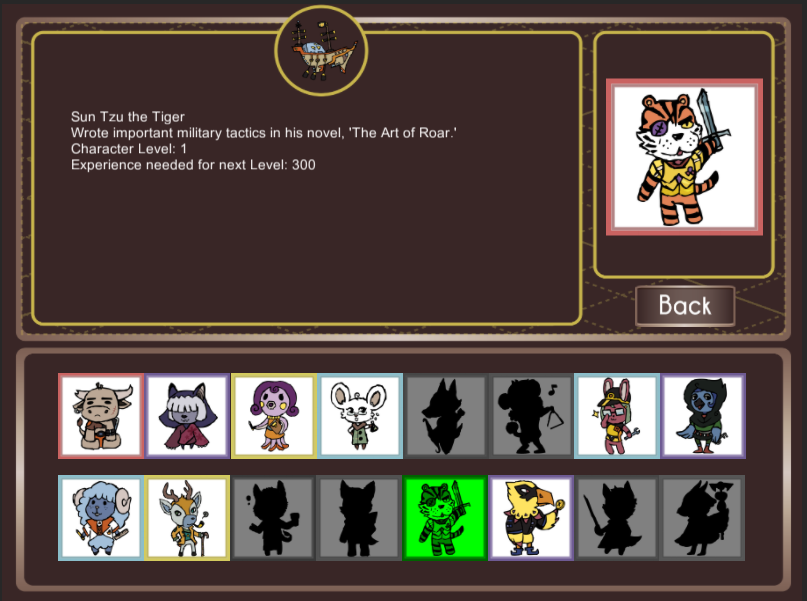 Sun Tzu the Tiger
Wrote important military tactics in his novel, 'The Art of Roar.'
Character Level: 1
Experience needed for next Level: 300
Back